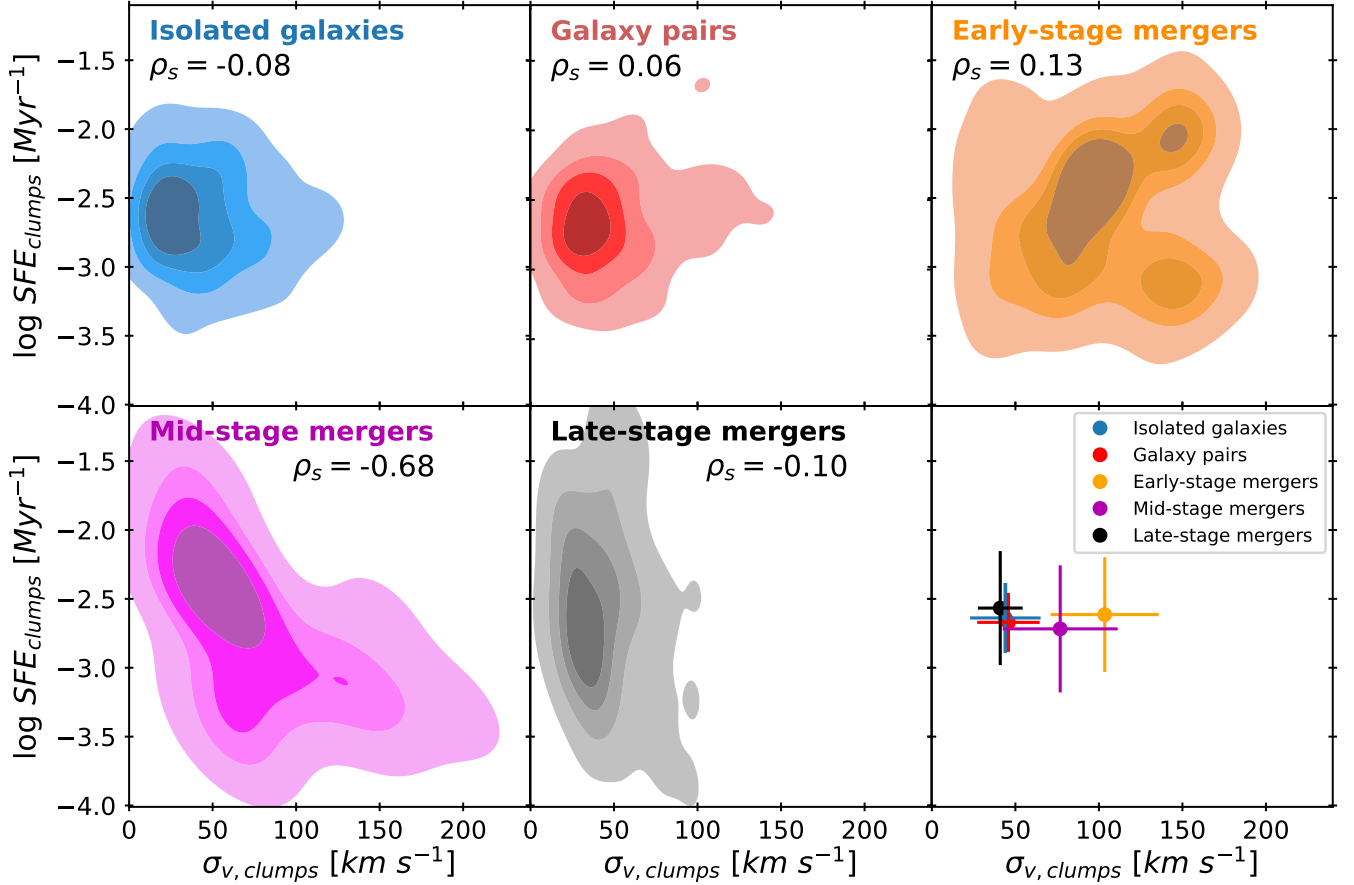 Isolated galaxies
ρs = -0.08
Galaxy pairs
ρs = 0.06
Early-stage mergers
ρs = 0.13
log SFEclumps [Myr−1]
−1.5
−2.0
−2.5
−3.0
−3.5
−4.0
Mid-stage mergers
ρs = -0.68
Late-stage mergers
ρs = -0.10
Isolated galaxies
Galaxy pairs
Early-stage mergers
Mid-stage mergers
Late-stage mergers
log SFEclumps [Myr−1]
−1.5
−2.0
−2.5
−3.0
−3.5
−4.0
0 50 100 150 200
0 50 100 150 200
0 50 100 150 200
σv, clumps [km s−1]
σv, clumps [km s−1]
σv, clumps [km s−1]